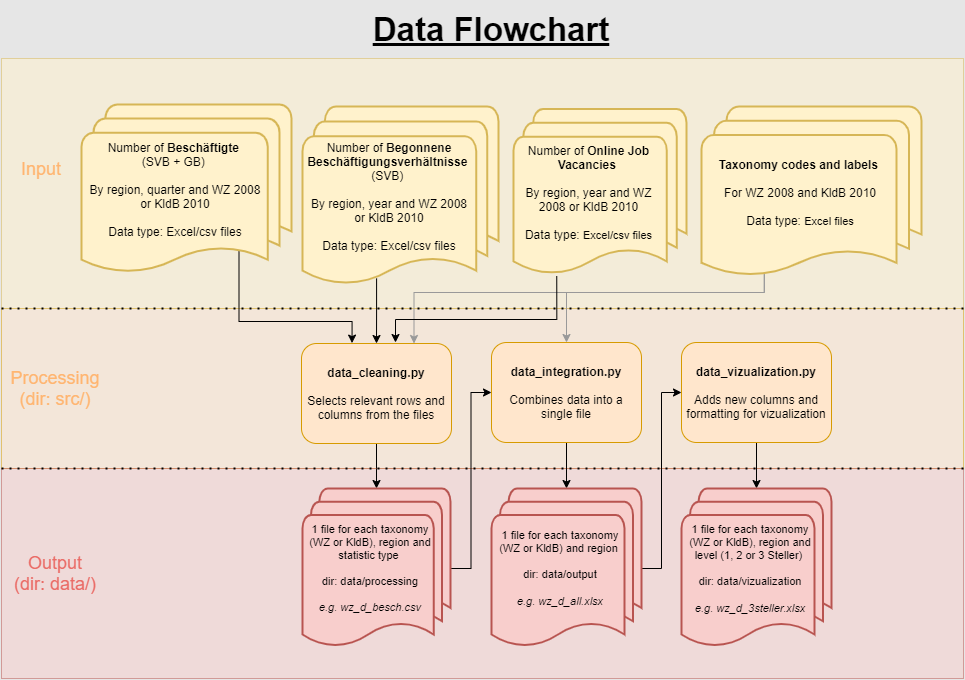 Data Flowchart
Input
Number of Beschäftigte
(SVB + GB)
By region, quarter and WZ 2008
or KldB 2010
Data type: Excel/csv files
Number of Begonnene
Beschäftigungsverhältnisse
(SVB)
By region, year and WZ 2008
or KldB 2010
Data type: Excel/csv files
Number of Online Job
Vacancies
By region, year and WZ
2008 or KldB 2010
Data type: Excel/csv files
Taxonomy codes and labels
For WZ 2008 and KldB 2010
Data type: Excel files
Processing
(dir: src/)
data_cleaning.py
Selects relevant rows and
columns from the files
data_integration.py
Combines data into a
single file
data_vizualization.py
Adds new columns and
formatting for vizualization
Output
(dir: data/)
1 file for each taxonomy
(WZ or KldB), region and
statistic type
dir: data/processing
e.g. wz_d_besch.csv
1 file for each taxonomy
(WZ or KldB) and region
dir: data/output
e.g. wz_d_all.xlsx
1 file for each taxonomy
(WZ or KldB), region and
level (1, 2 or 3 Steller)
dir: data/vizualization
e.g. wz_d_3steller.xlsx